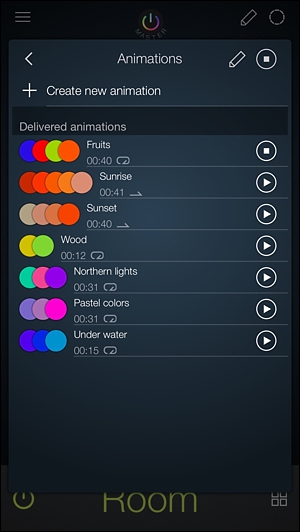 MASTER
Animations
Create new animation
Delivered animations
Fruits
00:40
Sunrise
00:41
Sunset
00:40
Wood
00:12
Northern lights
00:31
Pastel colors
00:31
Under water
00:15
Room